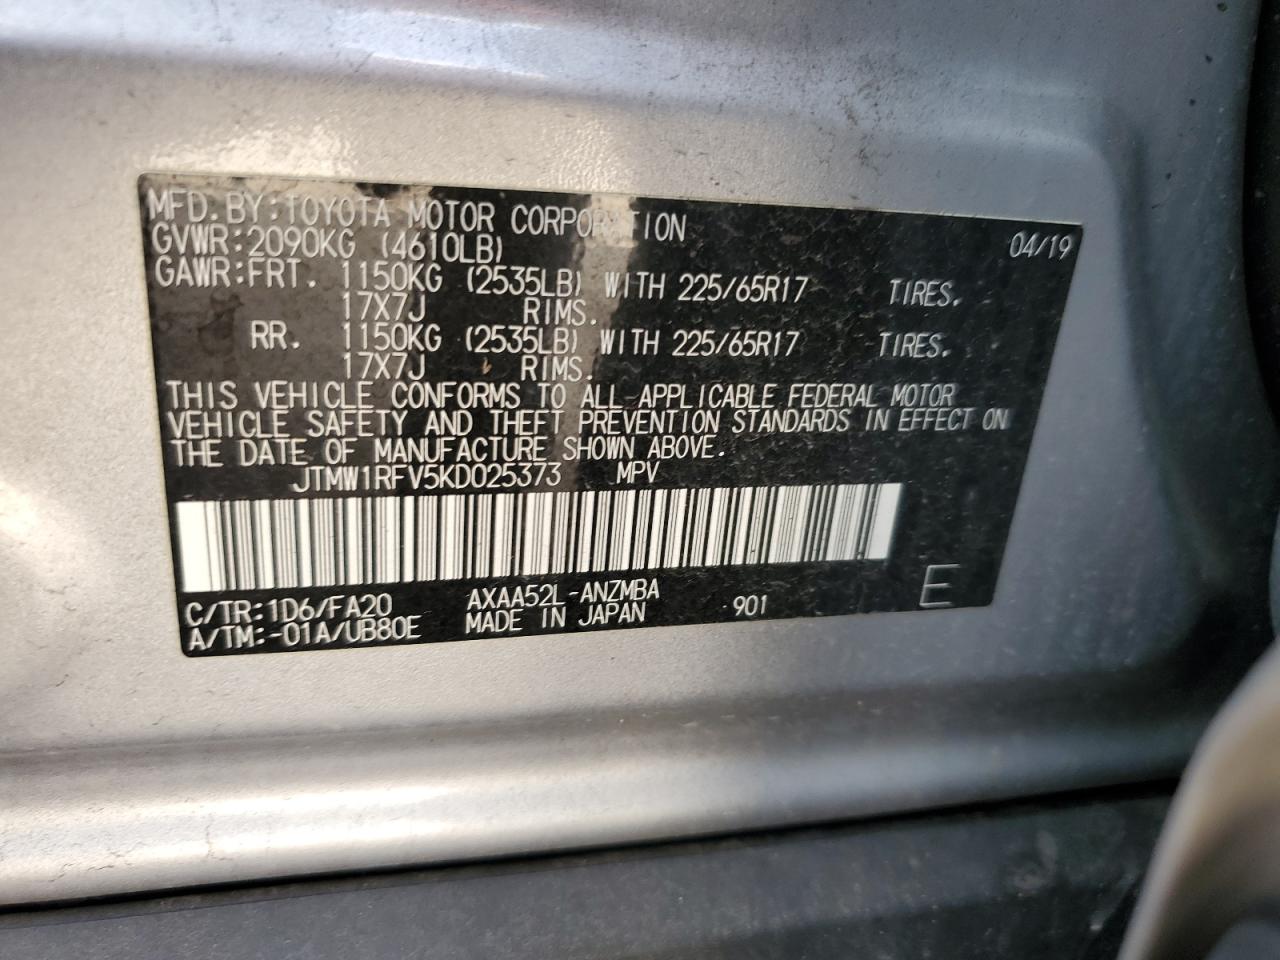 MFD. BY: TOYOTA MOTOR CORPORATION 04/19
GVWR: 2090KG (4610LB)
GAWR: FRT. 1150KG (2535LB) WITH 225/65R17 TIRES.
17X7J RIMS.
RR. 1150KG (2535LB) WITH 225/65R17 TIRES.
17X7J RIMS.
THIS VEHICLE CONFORMS TO ALL APPLICABLE FEDERAL MOTOR
VEHICLE SAFETY AND THEFT PREVENTION STANDARDS IN EFFECT ON
THE DATE OF MANUFACTURE SHOWN ABOVE.
JTMW1RFV5KD025373 MPV
C/TR: 1D6/FA20 AXAA52L-ANZMBA
A/TM: -01A/UB80E MADE IN JAPAN 901 E